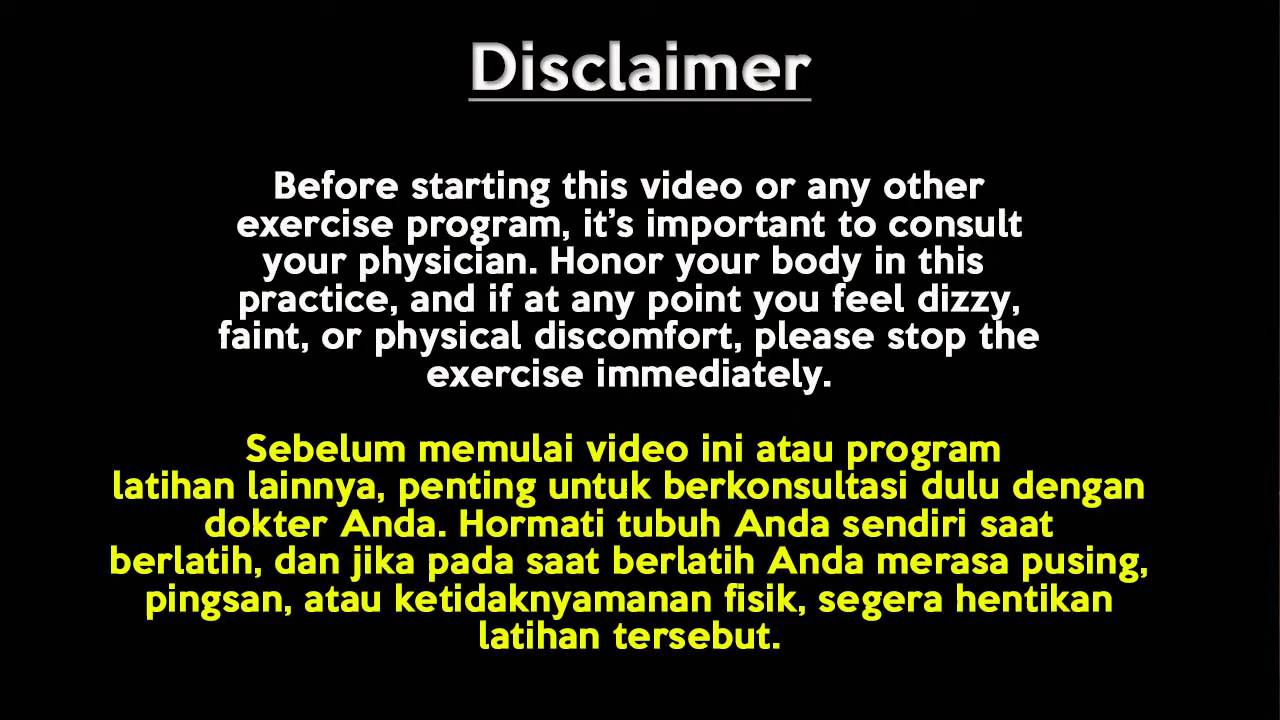 Disclaimer
Before starting this video or any other
exercise program, it's important to consult
your physician. Honor your body in this
practice, and if at any point you feel dizzy,
faint, or physical discomfort, please stop the
exercise immediately.
Sebelum memulai video ini atau program
latihan lainnya, penting untuk berkonsultasi dulu dengan
dokter Anda. Hormati tubuh Anda sendiri saat
berlatih, dan jika pada saat berlatih Anda merasa pusing,
pingsan, atau ketidaknyamanan fisik, segera hentikan
latihan tersebut.